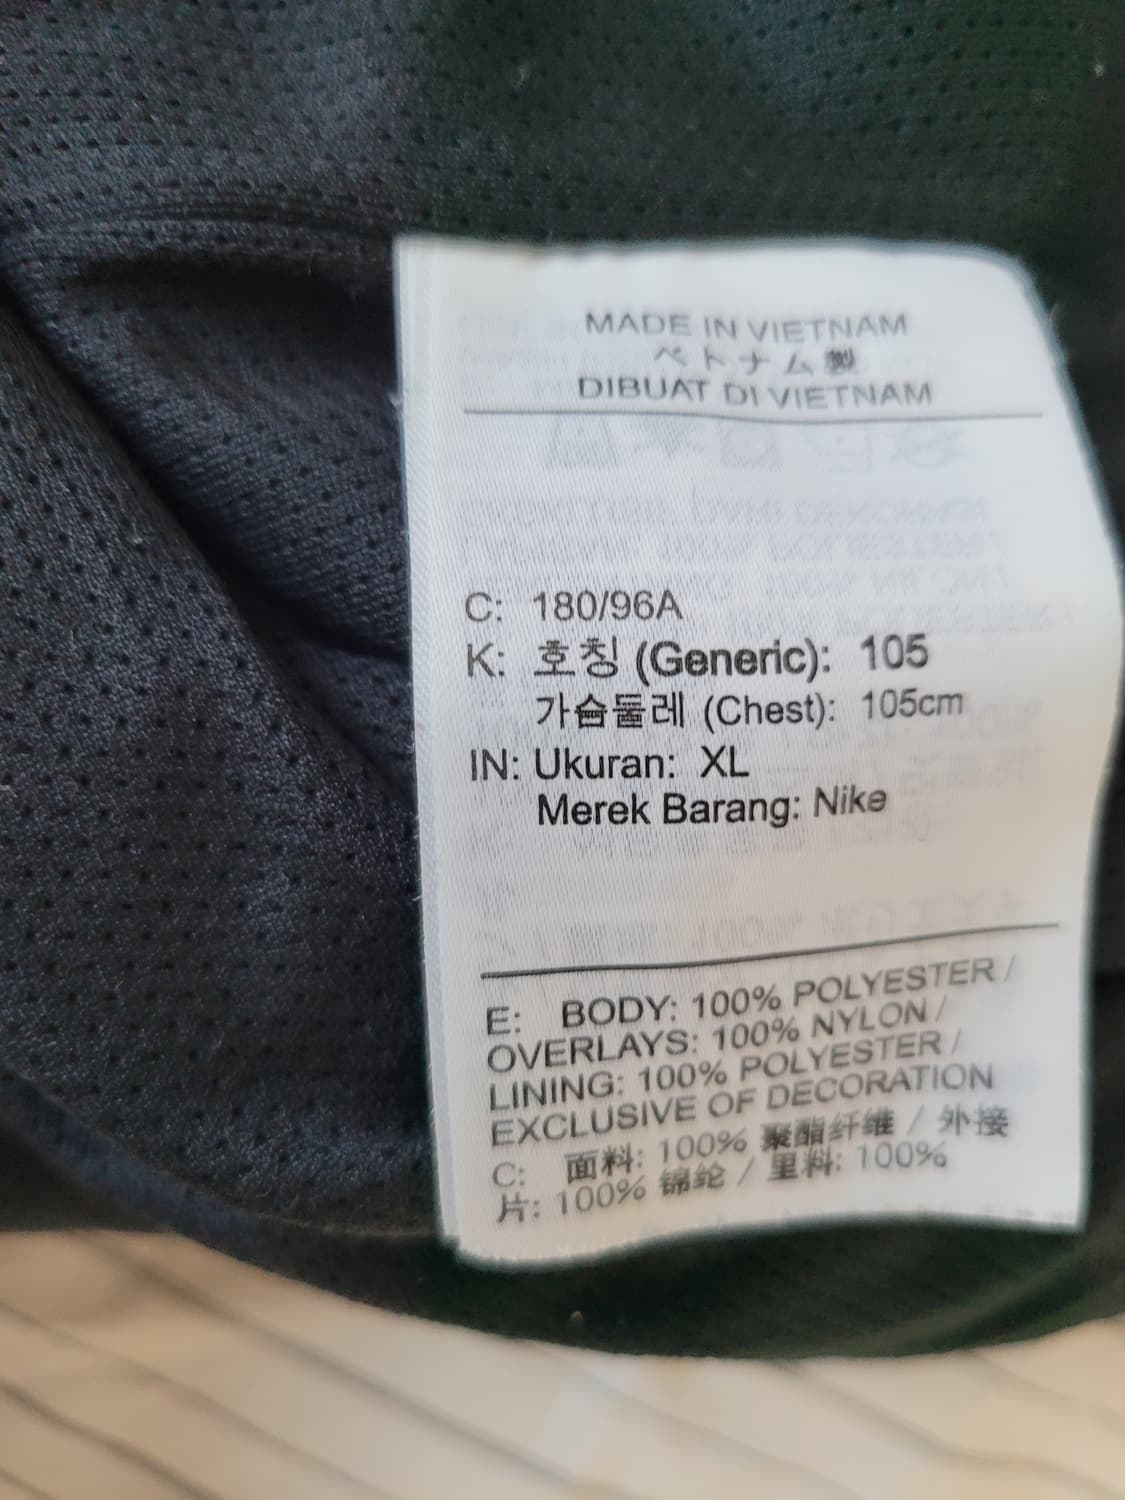 MADE IN VIETNAM
ベトナム製
DIBUAT DI VIETNAM
C: 180/96A
K: 호칭 (Generic): 105
가슴둘레 (Chest): 105cm
IN: Ukuran: XL
Merek Barang: Nike
E: BODY: 100% POLYESTER /
OVERLAYS: 100% NYLON /
LINING: 100% POLYESTER /
EXCLUSIVE OF DECORATION
C: 面料: 100% 聚酯纤维 / 外接
片: 100% 锦纶 / 里料: 100%